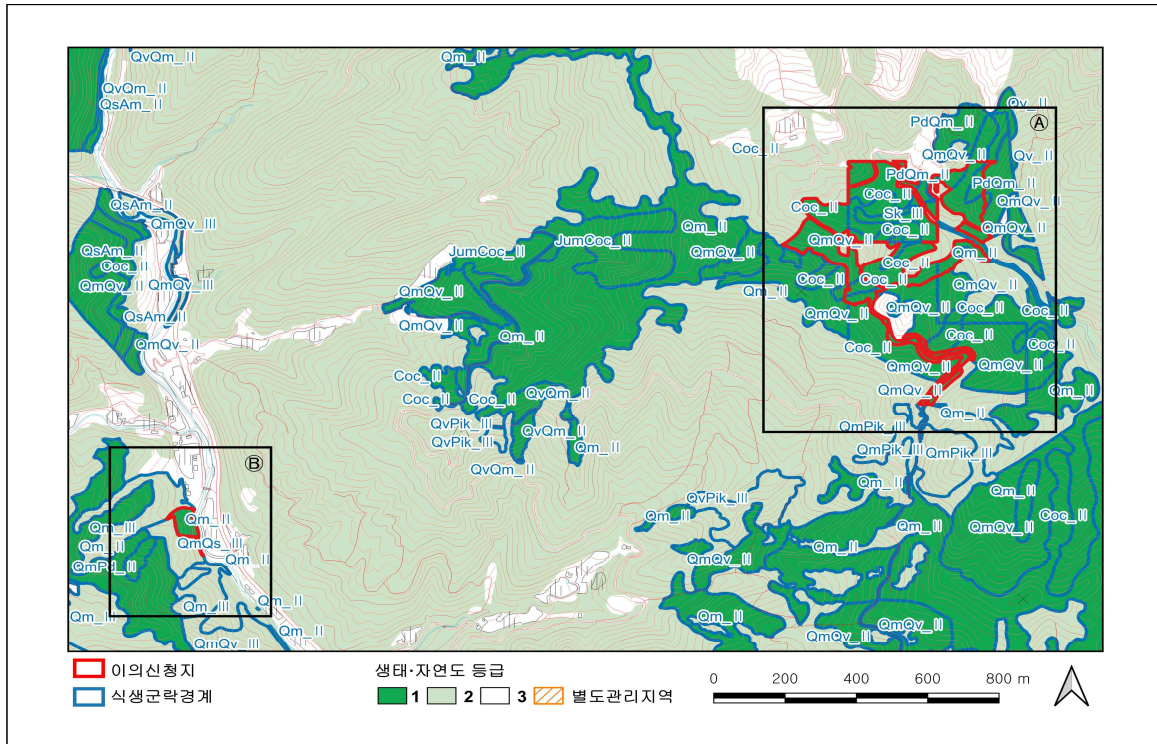 QvQm_Ⅱ
Qm_Ⅱ
QvQm_Ⅱ
QsAm_Ⅱ
Qv_Ⅱ
Ⓐ
PdQm_Ⅱ
Coc_Ⅱ
QmQv_Ⅱ
Qv_Ⅱ
PdQm_Ⅱ
PdQm_Ⅱ
Coc_Ⅱ
QmQv_Ⅱ
QsAm_Ⅱ
Coc_Ⅱ
Sk_Ⅲ
QmQv_Ⅲ
Qm_Ⅱ
Coc_Ⅱ
QmQv_Ⅱ
QsAm_Ⅱ
JumCoc_Ⅱ
JumCoc_Ⅱ
QmQv_Ⅱ
QmQv_Ⅱ
Qm_Ⅱ
Coc_Ⅱ
Coc_Ⅱ
QmQv_Ⅱ
QmQv_Ⅲ
Coc_Ⅱ
Coc_Ⅱ
QmQv_Ⅱ
QmQv_Ⅱ
Qm_Ⅱ
QsAm_Ⅱ
QmQv_Ⅱ
QmQv_Ⅱ
QmQv_Ⅱ
Coc_Ⅱ
Coc_Ⅱ
QmQv_Ⅱ
Qm_Ⅱ
Coc_Ⅱ
Coc_Ⅱ
Coc_Ⅱ
QmQv_Ⅱ
QmQv_Ⅱ
Coc_Ⅱ
Qm_Ⅱ
QmQv_Ⅱ
Coc_Ⅱ
Coc_Ⅱ
QvQm_Ⅱ
Qm_Ⅱ
QvPik_Ⅲ
QvQm_Ⅱ
QmPik_Ⅲ
QvPik_Ⅲ
Qm_Ⅱ
QmPik_Ⅲ
QmPik_Ⅲ
Ⓑ
QvQm_Ⅱ
Qm_Ⅱ
Qm_Ⅱ
QvPik_Ⅲ
Qm_Ⅱ
Qm_Ⅱ
Coc_Ⅱ
Qm_Ⅲ
Qm_Ⅱ
QmQv_Ⅱ
QmQs_Ⅲ
Qm_Ⅱ
Qm_Ⅱ
Qm_Ⅱ
QmQv_Ⅱ
QmPd_Ⅱ
Qm_Ⅲ
Qm_Ⅱ
Qm_Ⅲ
Qm_Ⅱ
QmQv_Ⅱ
Qm_Ⅱ
QmQv_Ⅱ
QmQv_Ⅲ
이의신청지
생태·자연도 등급
식생군락경계
1 2 3 별도관리지역
0 200 400 600 800 m